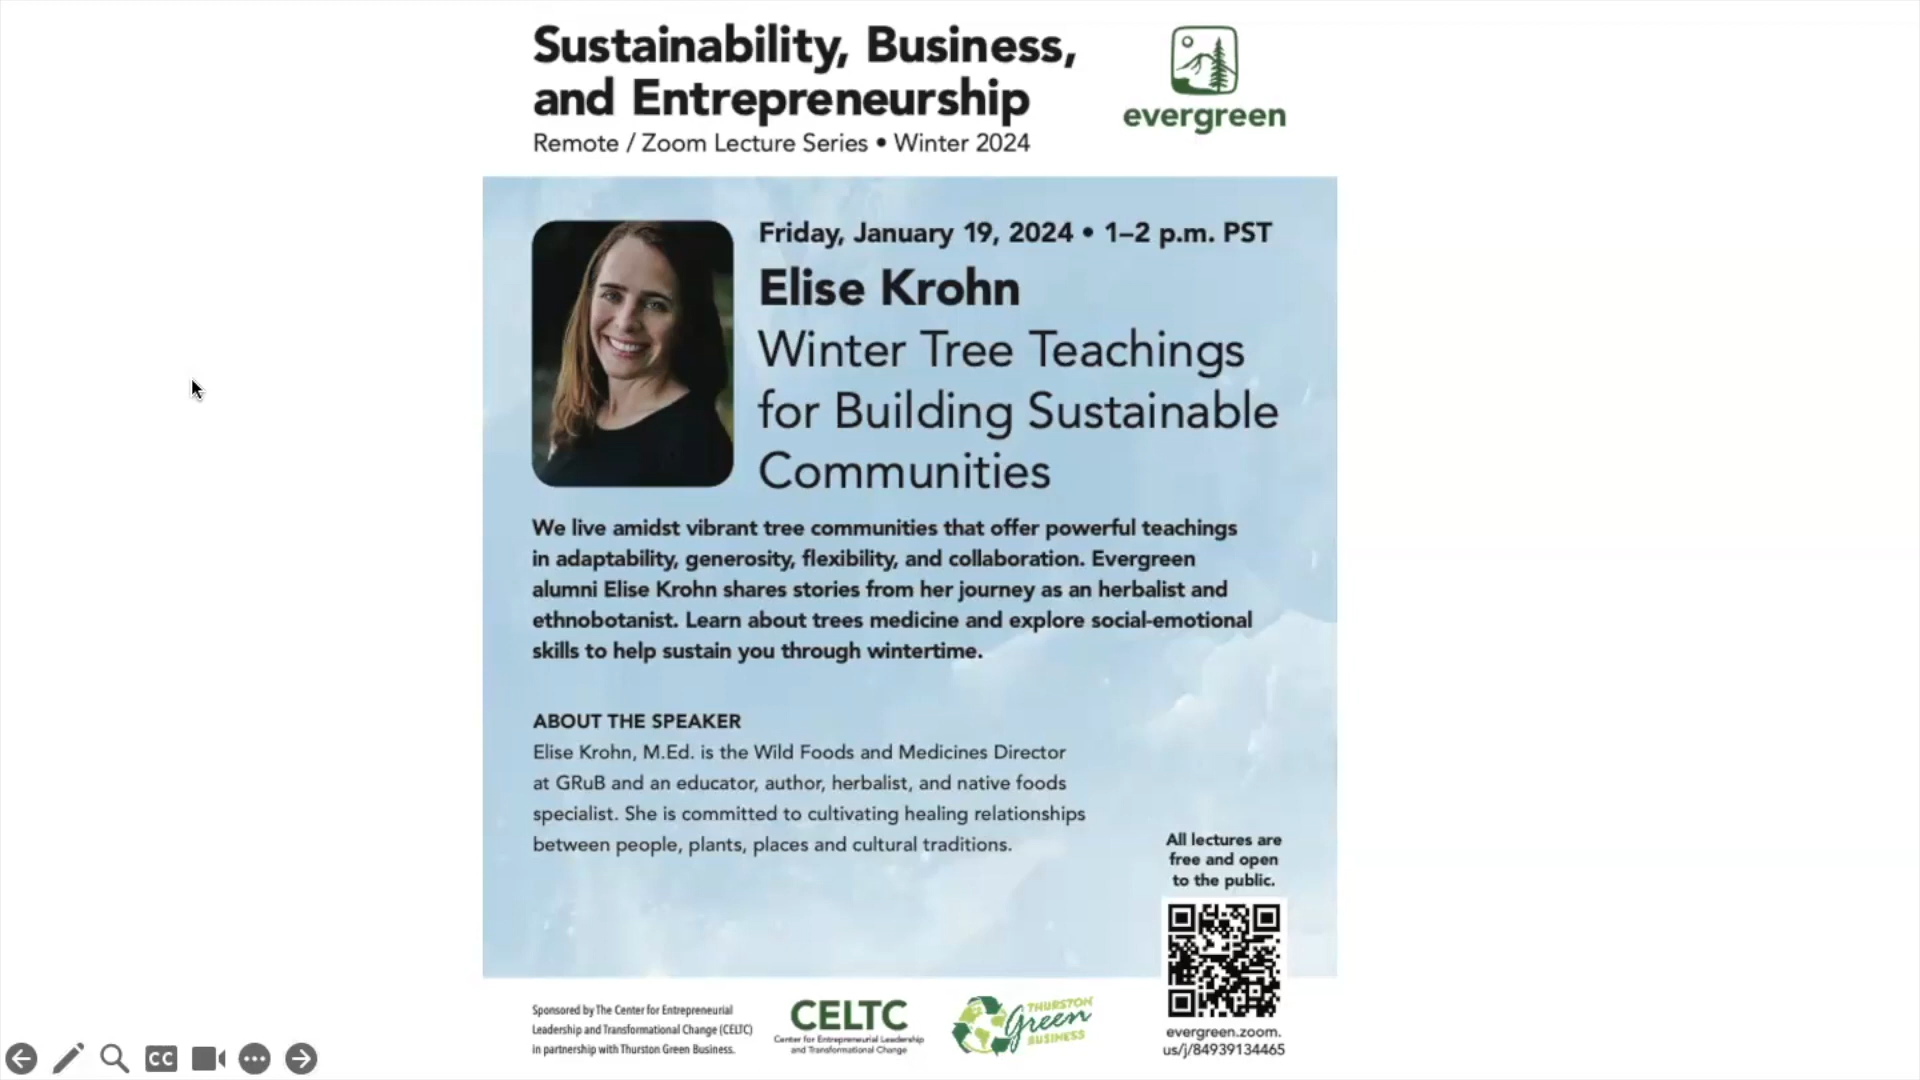 Sustainability, Business,
and Entrepreneurship
Remote / Zoom Lecture Series • Winter 2024
evergreen
Friday, January 19, 2024 • 1–2 p.m. PST
Elise Krohn
Winter Tree Teachings
for Building Sustainable
Communities
We live amidst vibrant tree communities that offer powerful teachings
in adaptability, generosity, flexibility, and collaboration. Evergreen
alumni Elise Krohn shares stories from her journey as an herbalist and
ethnobotanist. Learn about trees medicine and explore social-emotional
skills to help sustain you through wintertime.
ABOUT THE SPEAKER
Elise Krohn, M.Ed. is the Wild Foods and Medicines Director
at GRuB and an educator, author, herbalist, and native foods
specialist. She is committed to cultivating healing relationships
between people, plants, places and cultural traditions.
All lectures are
free and open
to the public.
evergreen.zoom.
us/j/84939134465
Sponsored by The Center for Entrepreneurial
Leadership and Transformational Change (CELTC)
in partnership with Thurston Green Business.
CELTC
Center for Entrepreneurial Leadership
and Transformational Change
THURSTON
Green
BUSINESS
CC